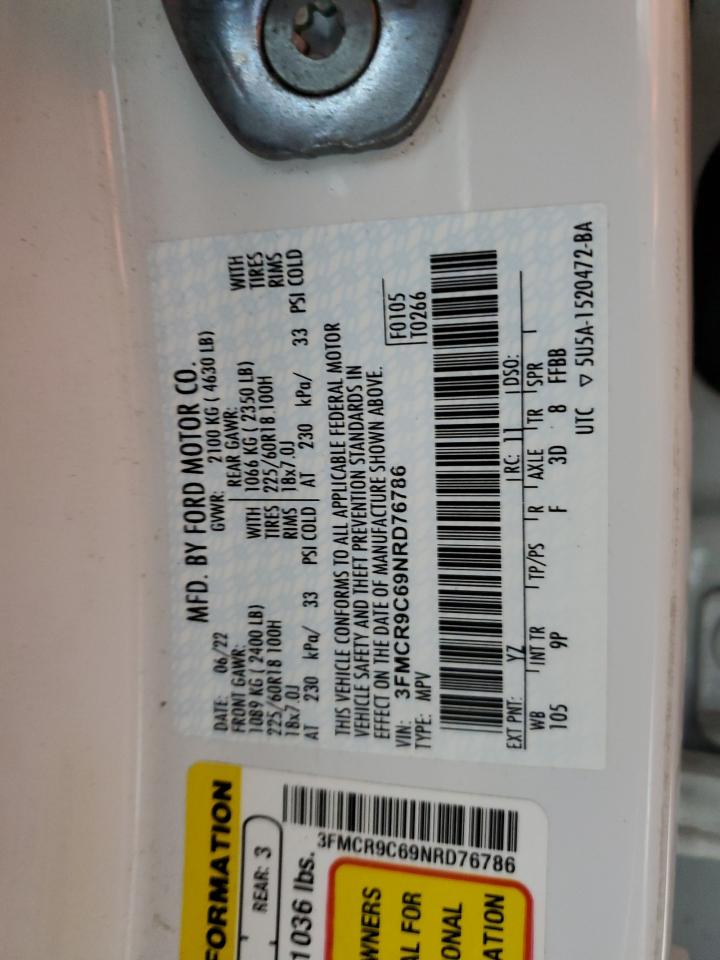 MFD. BY FORD MOTOR CO.
DATE: 06/22 GVWR: 2100 KG ( 4630 LB)
FRONT GAWR: REAR GAWR:
1089 KG ( 2400 LB) WITH 1066 KG ( 2350 LB) WITH
225/60R18 100H TIRES 225/60R18 100H TIRES
18x7.0J RIMS 18x7.0J RIMS
AT 230 kPa/ 33 PSI COLD AT 230 kPa/ 33 PSI COLD
THIS VEHICLE CONFORMS TO ALL APPLICABLE FEDERAL MOTOR
VEHICLE SAFETY AND THEFT PREVENTION STANDARDS IN
EFFECT ON THE DATE OF MANUFACTURE SHOWN ABOVE.
VIN: 3FMCR9C69NRD76786
TYPE: MPV
F0105
T0266
EXT PNT: YZ RC: 11 DSO:
WB INT TR TP/PS R AXLE TR SPR
105 9P F 3D 8 FFBB
UTC ▽ 5U5A-1520472-BA
FORMATION
REAR: 3
1036 lbs.
3FMCR9C69NRD76786
WNERS
AL FOR
ONAL
ATION